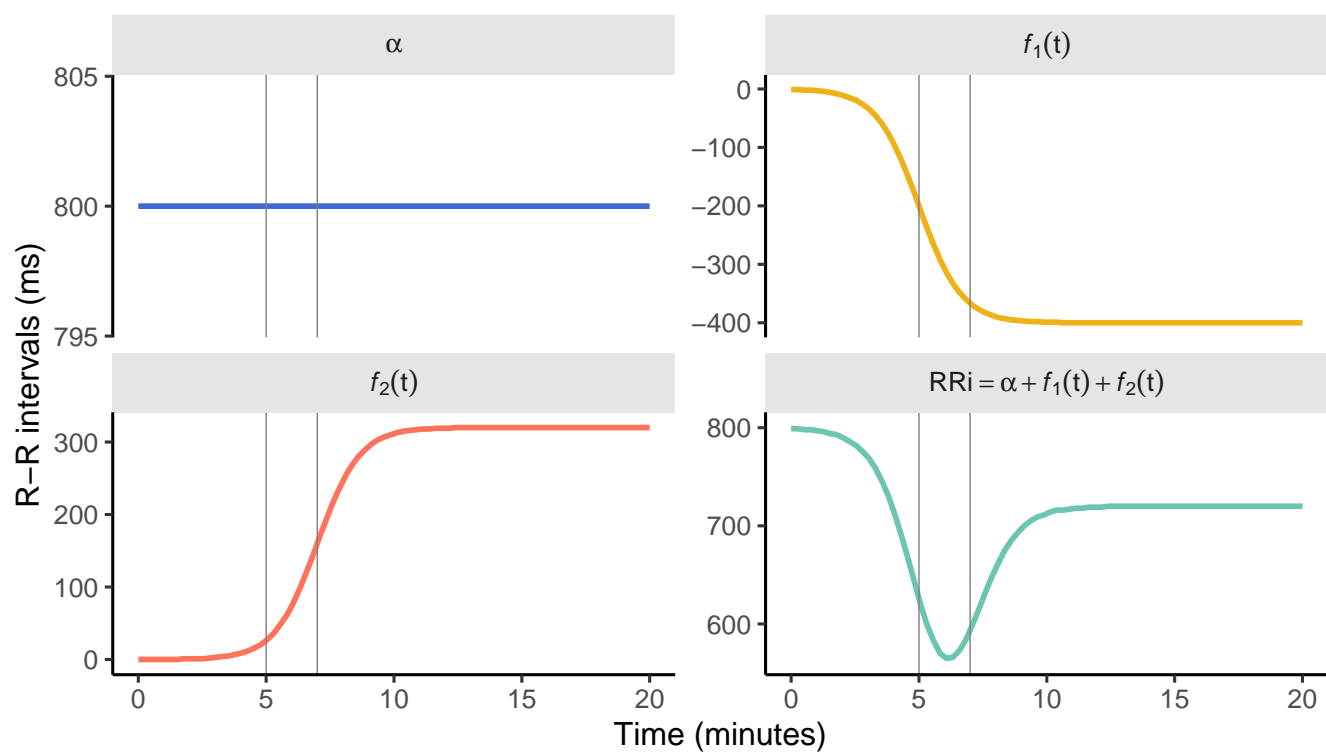 α
805
800
795
f₁(t)
0
−100
−200
−300
−400
R−R intervals (ms)
f₂(t)
300
200
100
0
0 5 10 15 20
RRi = α + f₁(t) + f₂(t)
800
700
600
0 5 10 15 20
Time (minutes)